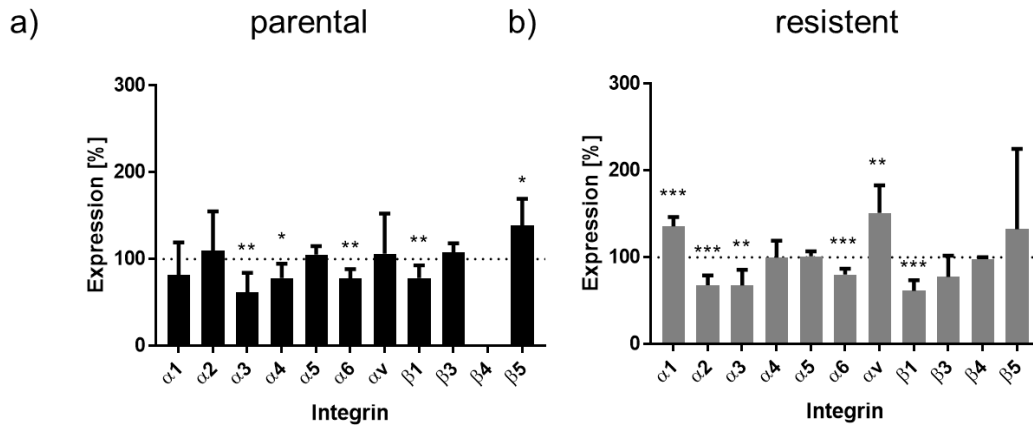 a) parental
300
200
100
0
Expression [%]
** * ** ** *
α1 α2 α3 α4 α5 α6 αv β1 β3 β4 β5
Integrin
b) resistent
300
200
100
0
Expression [%]
*** *** ** *** ** ***
α1 α2 α3 α4 α5 α6 αv β1 β3 β4 β5
Integrin